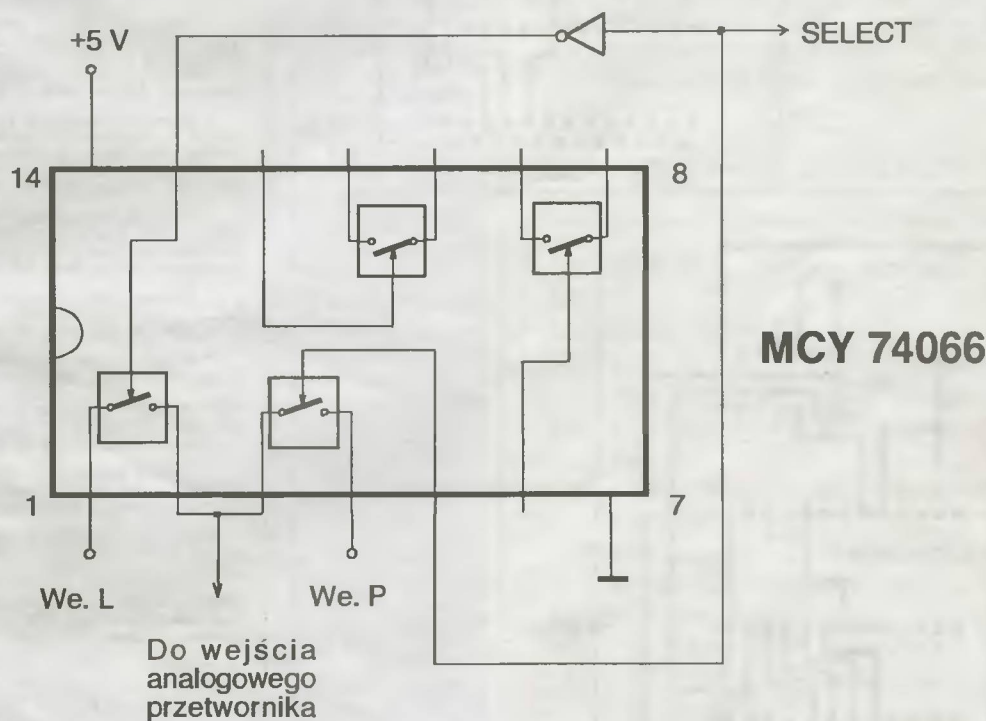 +5 V
SELECT
14
8
MCY 74066
1
7
We. L
We. P
Do wejścia
analogowego
przetwornika